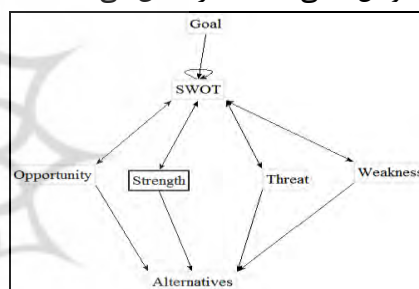 Goal
SWOT
Opportunity
Strength
Threat
Weakness
Alternatives